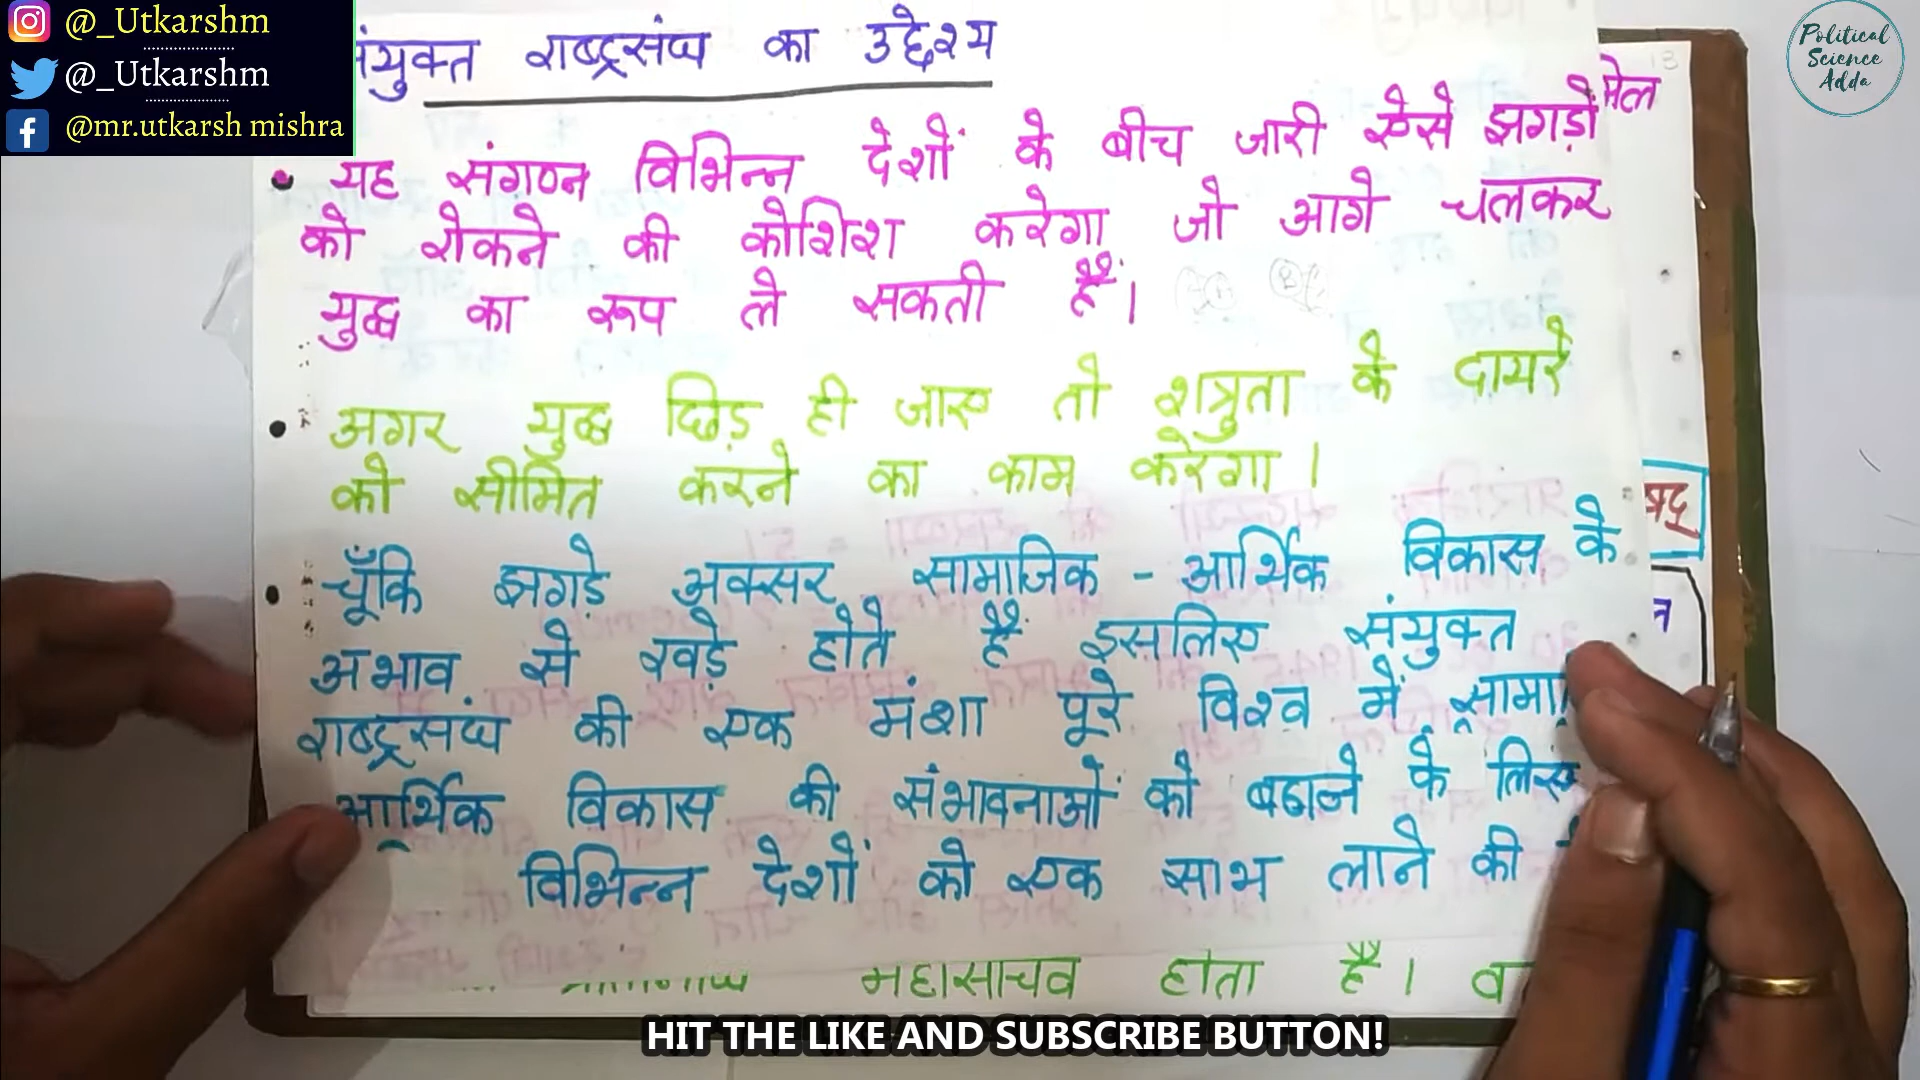 @_Utkarshm
@_Utkarshm
@mr.utkarsh mishra
Political
Science
Adda
संयुक्त राष्ट्रसंघ का उद्देश्य
यह संगठन विभिन्न देशों के बीच जारी ऐसे झगड़ों
को रोकने की कोशिश करेगा जो आगे चलकर
युद्ध का रूप ले सकती हैं।
अगर युद्ध छिड़ ही जाए तो शत्रुता के दायरे
को सीमित करने का काम करेगा।
चूँकि झगड़े अक्सर सामाजिक - आर्थिक विकास के
अभाव से खड़े होते हैं इसलिए संयुक्त
राष्ट्रसंघ की एक मंशा पूरे विश्व में
आर्थिक विकास की संभावनाओं को बढाने के लिए
विभिन्न देशों को एक साथ लाने की
महासचिव होता है।
HIT THE LIKE AND SUBSCRIBE BUTTON!